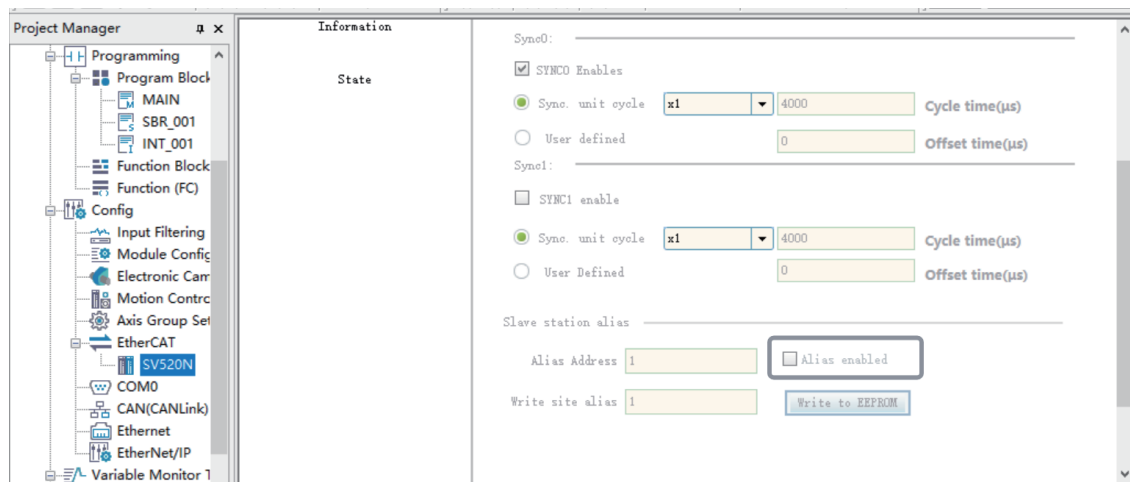 Project Manager
Programming
Program Block
MAIN
SBR_001
INT_001
Function Block
Function (FC)
Config
Input Filtering
Module Config
Electronic Cam
Motion Contrc
Axis Group Set
EtherCAT
SV520N
COM0
CAN(CANLink)
Ethernet
EtherNet/IP
Variable Monitor T
Information
State
Sync0:
SYNC0 Enables
Sync. unit cycle x1 4000 Cycle time(μs)
User defined 0 Offset time(μs)
Sync1:
SYNC1 enable
Sync. unit cycle x1 4000 Cycle time(μs)
User Defined 0 Offset time(μs)
Slave station alias
Alias Address 1 Alias enabled
Write site alias 1 Write to EEPROM